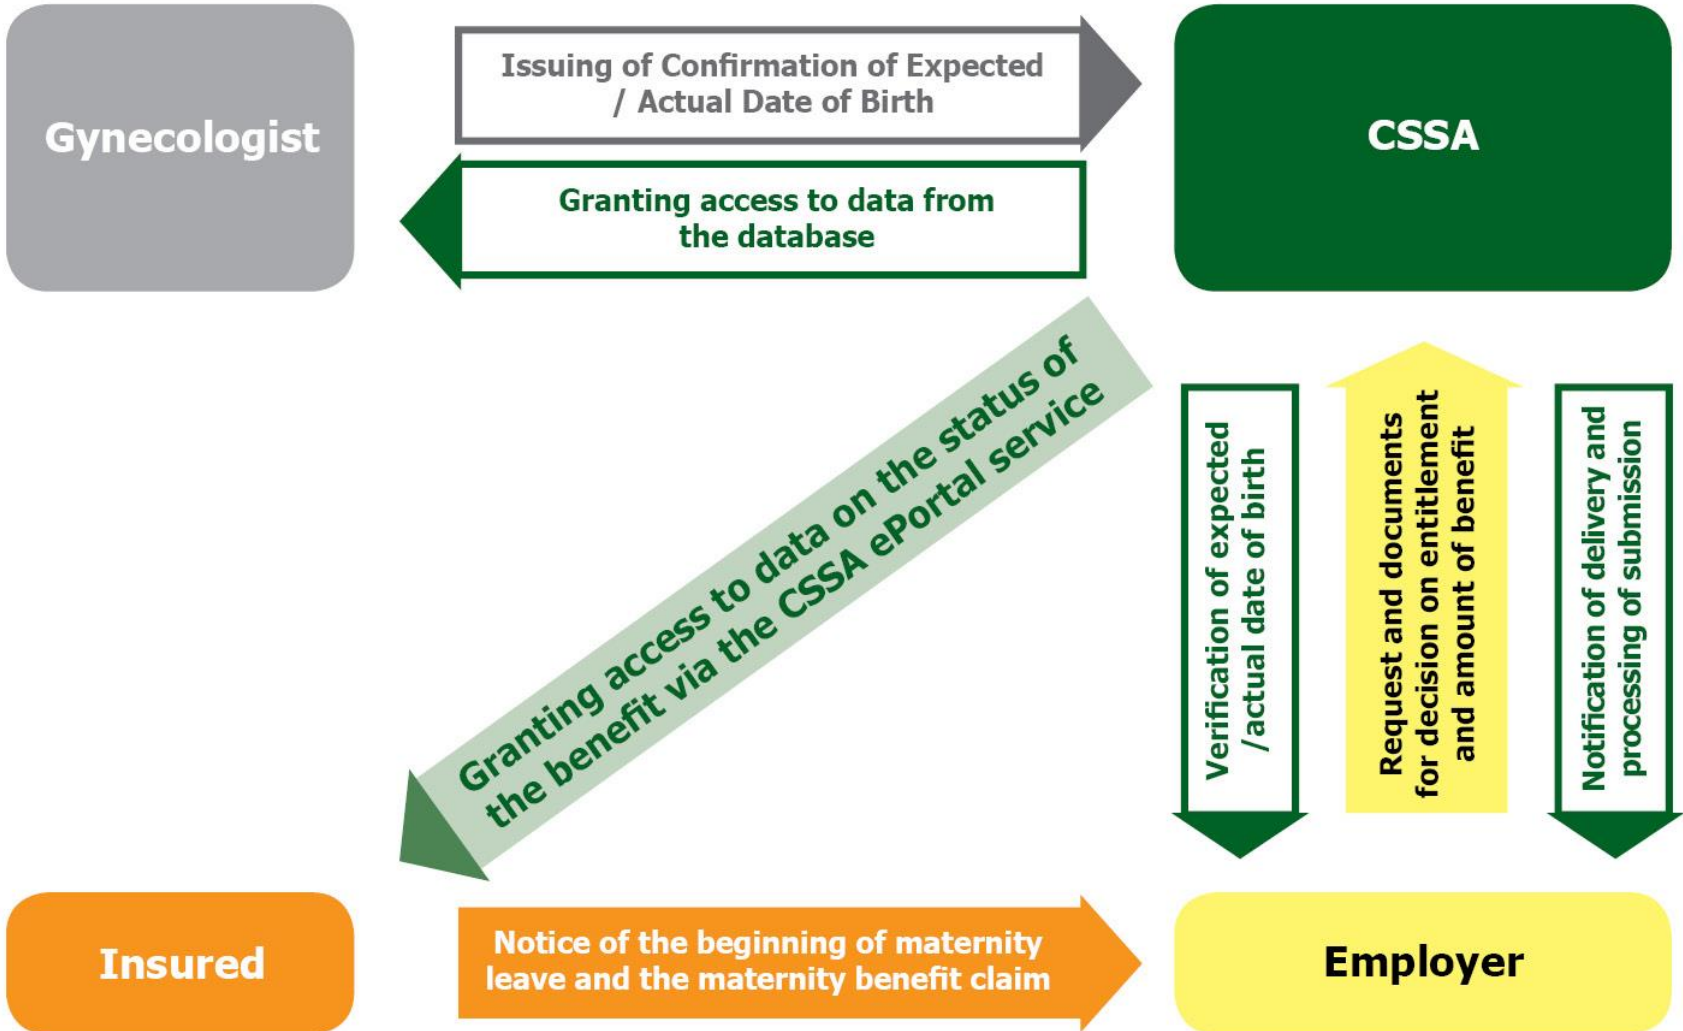 Gynecologist
Issuing of Confirmation of Expected
/ Actual Date of Birth
CSSA
Granting access to data from
the database
Granting access to data on the status of
the benefit via the CSSA ePortal service
Verification of expected
/actual date of birth
Request and documents
for decision on entitlement
and amount of benefit
Notification of delivery and
processing of submission
Insured
Notice of the beginning of maternity
leave and the maternity benefit claim
Employer